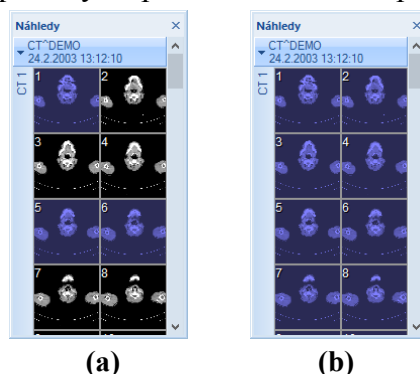 Náhledy ×
CT^DEMO
24.2.2003 13:12:10
CT 1
1 2
3 4
5 6
7 8
(a)
Náhledy ×
CT^DEMO
24.2.2003 13:12:10
CT 1
1 2
3 4
5 6
7 8
(b)